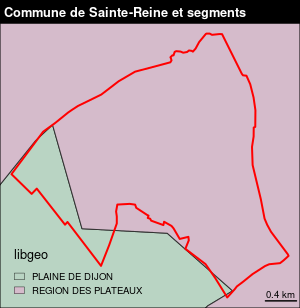 Commune de Sainte-Reine et segments
libgeo
PLAINE DE DIJON
REGION DES PLATEAUX
0.4 km